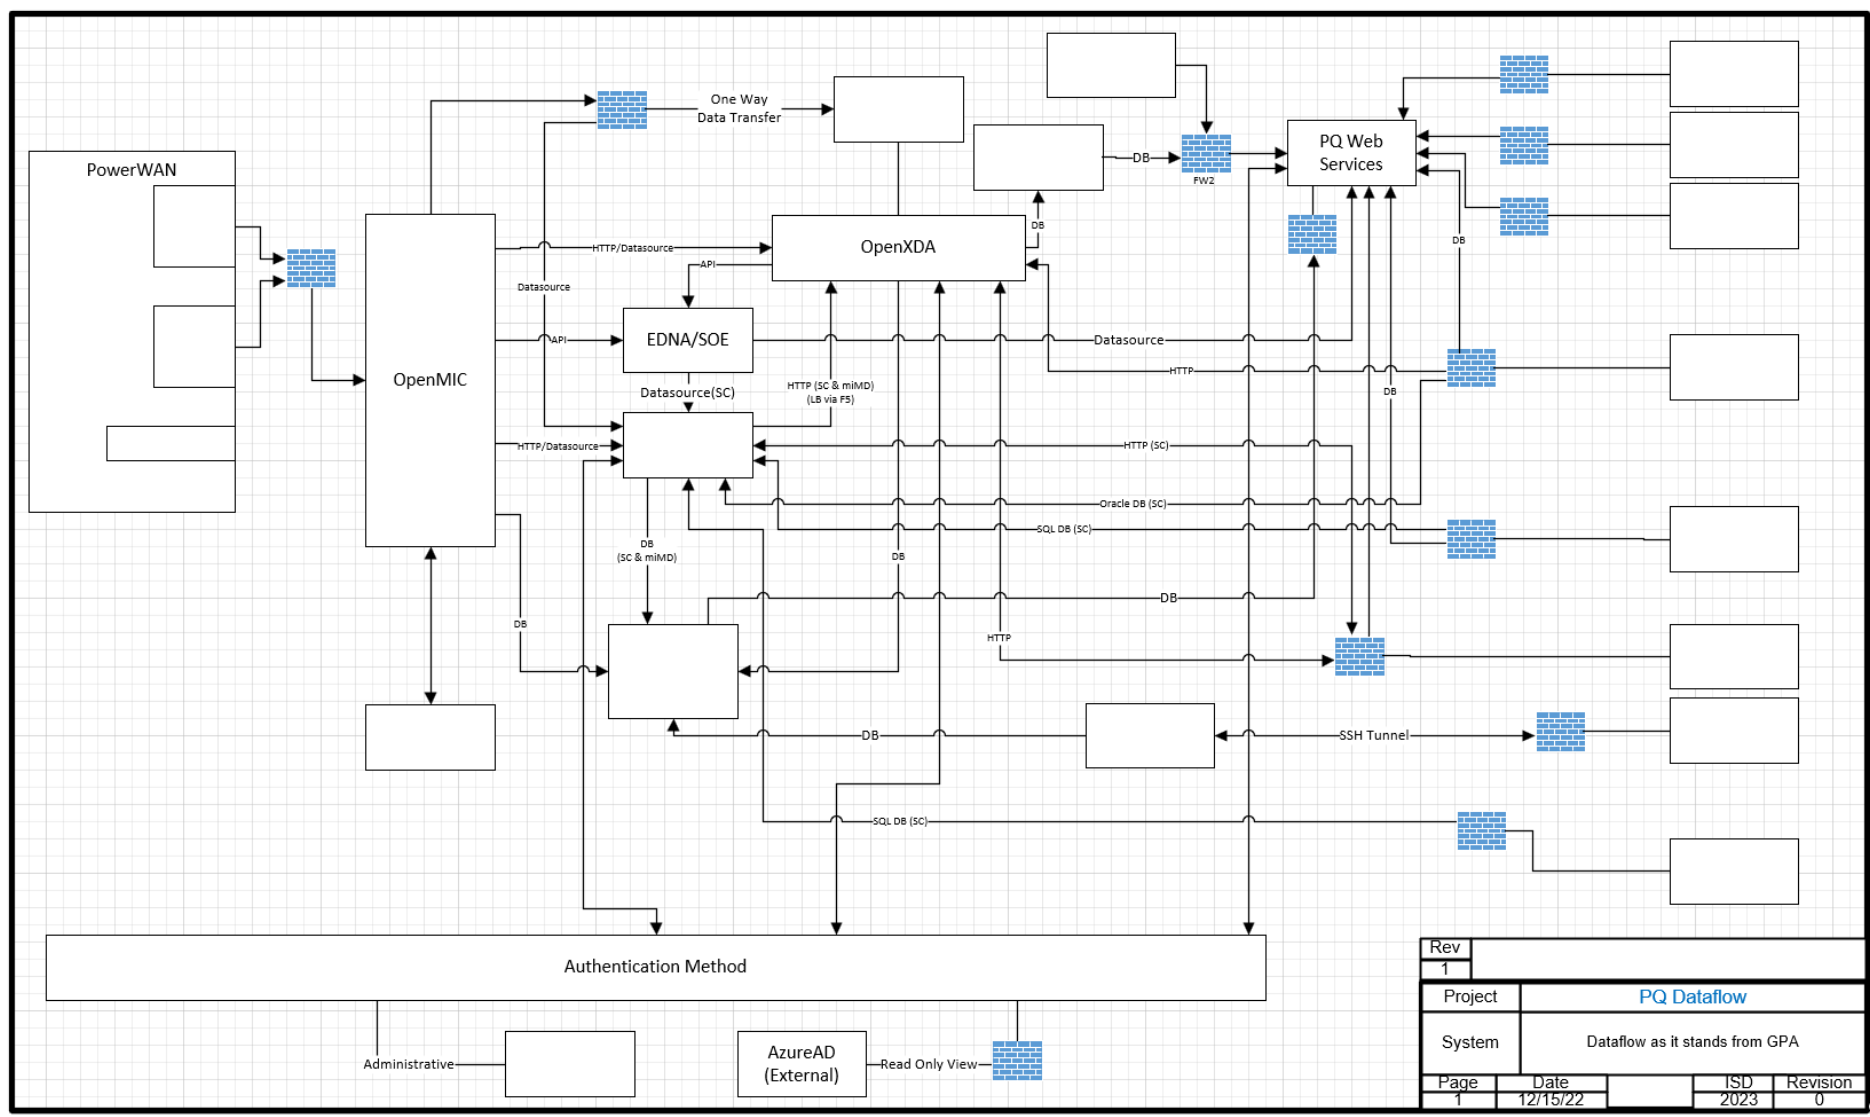 One Way
Data Transfer
PowerWAN
PQ Web
Services
DB
FW2
OpenMIC
HTTP/Datasource
OpenXDA
DB
DB
API
Datasource
API
EDNA/SOE
Datasource
HTTP
Datasource(SC)
HTTP (SC & miMD)
(LB via F5)
DB
HTTP/Datasource
HTTP (SC)
Oracle DB (SC)
SQL DB (SC)
DB
(SC & miMD)
DB
DB
DB
HTTP
DB
SSH Tunnel
SQL DB (SC)
Authentication Method
Administrative
AzureAD
(External)
Read Only View
Rev
1
Project
PQ Dataflow
System
Dataflow as it stands from GPA
Page
Date
ISD
Revision
1
12/15/22
2023
0